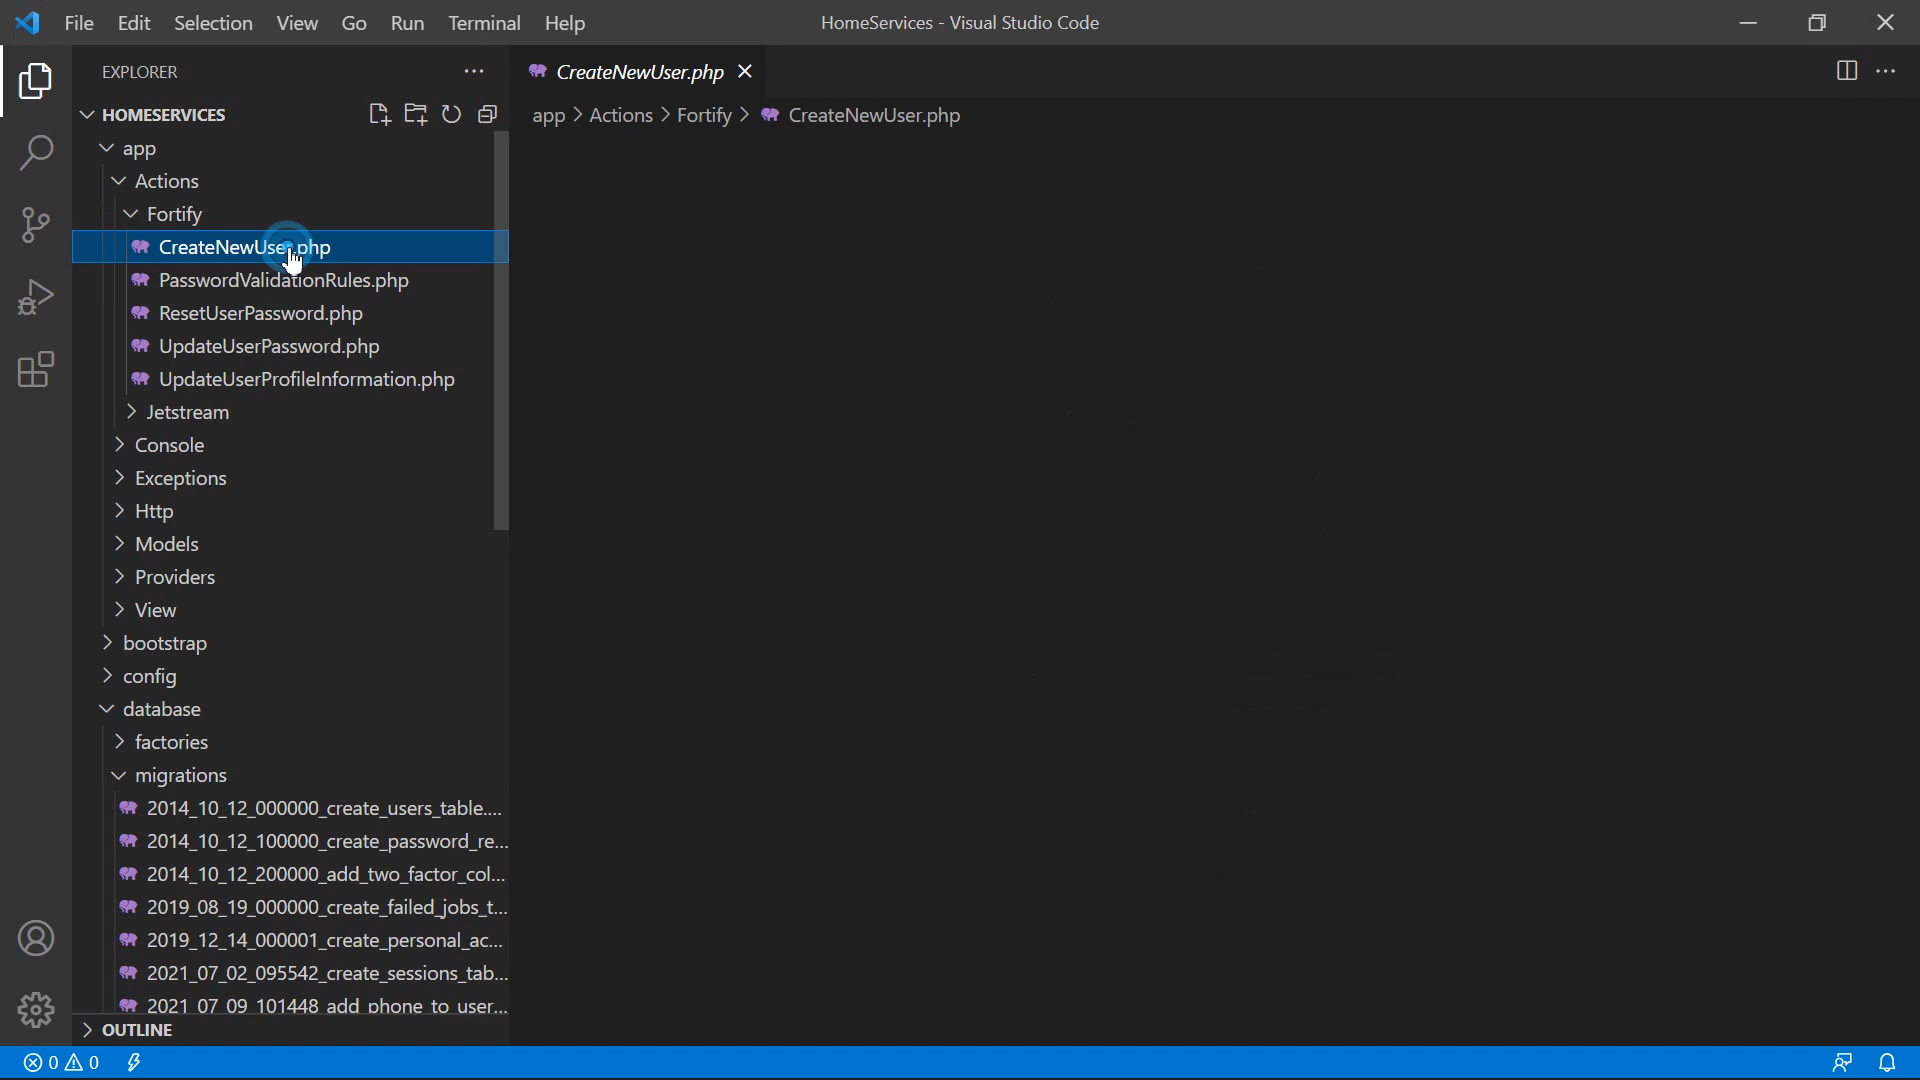 File Edit Selection View Go Run Terminal Help
HomeServices - Visual Studio Code
EXPLORER
HOMESERVICES
app
Actions
Fortify
CreateNewUser.php
PasswordValidationRules.php
ResetUserPassword.php
UpdateUserPassword.php
UpdateUserProfileInformation.php
Jetstream
Console
Exceptions
Http
Models
Providers
View
bootstrap
config
database
factories
migrations
2014_10_12_000000_create_users_table....
2014_10_12_100000_create_password_re...
2014_10_12_200000_add_two_factor_col...
2019_08_19_000000_create_failed_jobs_t...
2019_12_14_000001_create_personal_ac...
2021_07_02_095542_create_sessions_tab...
2021_07_09_101448_add_phone_to_user...
OUTLINE
CreateNewUser.php
app > Actions > Fortify > CreateNewUser.php
0 0